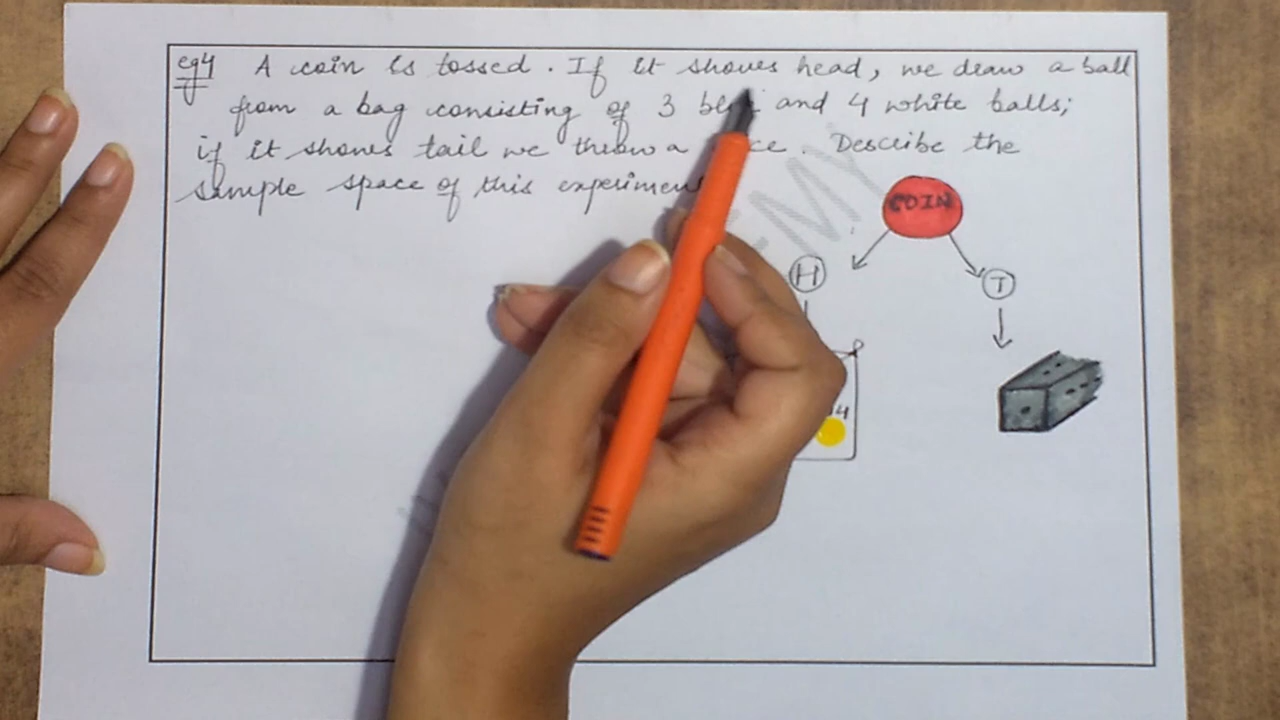 eg4 A coin is tossed. If it shows head, we draw a ball
from a bag consisting of 3 and 4 white balls;
if it shows tail we throw a. Describe the
sample space of this
COIN
H
T
4